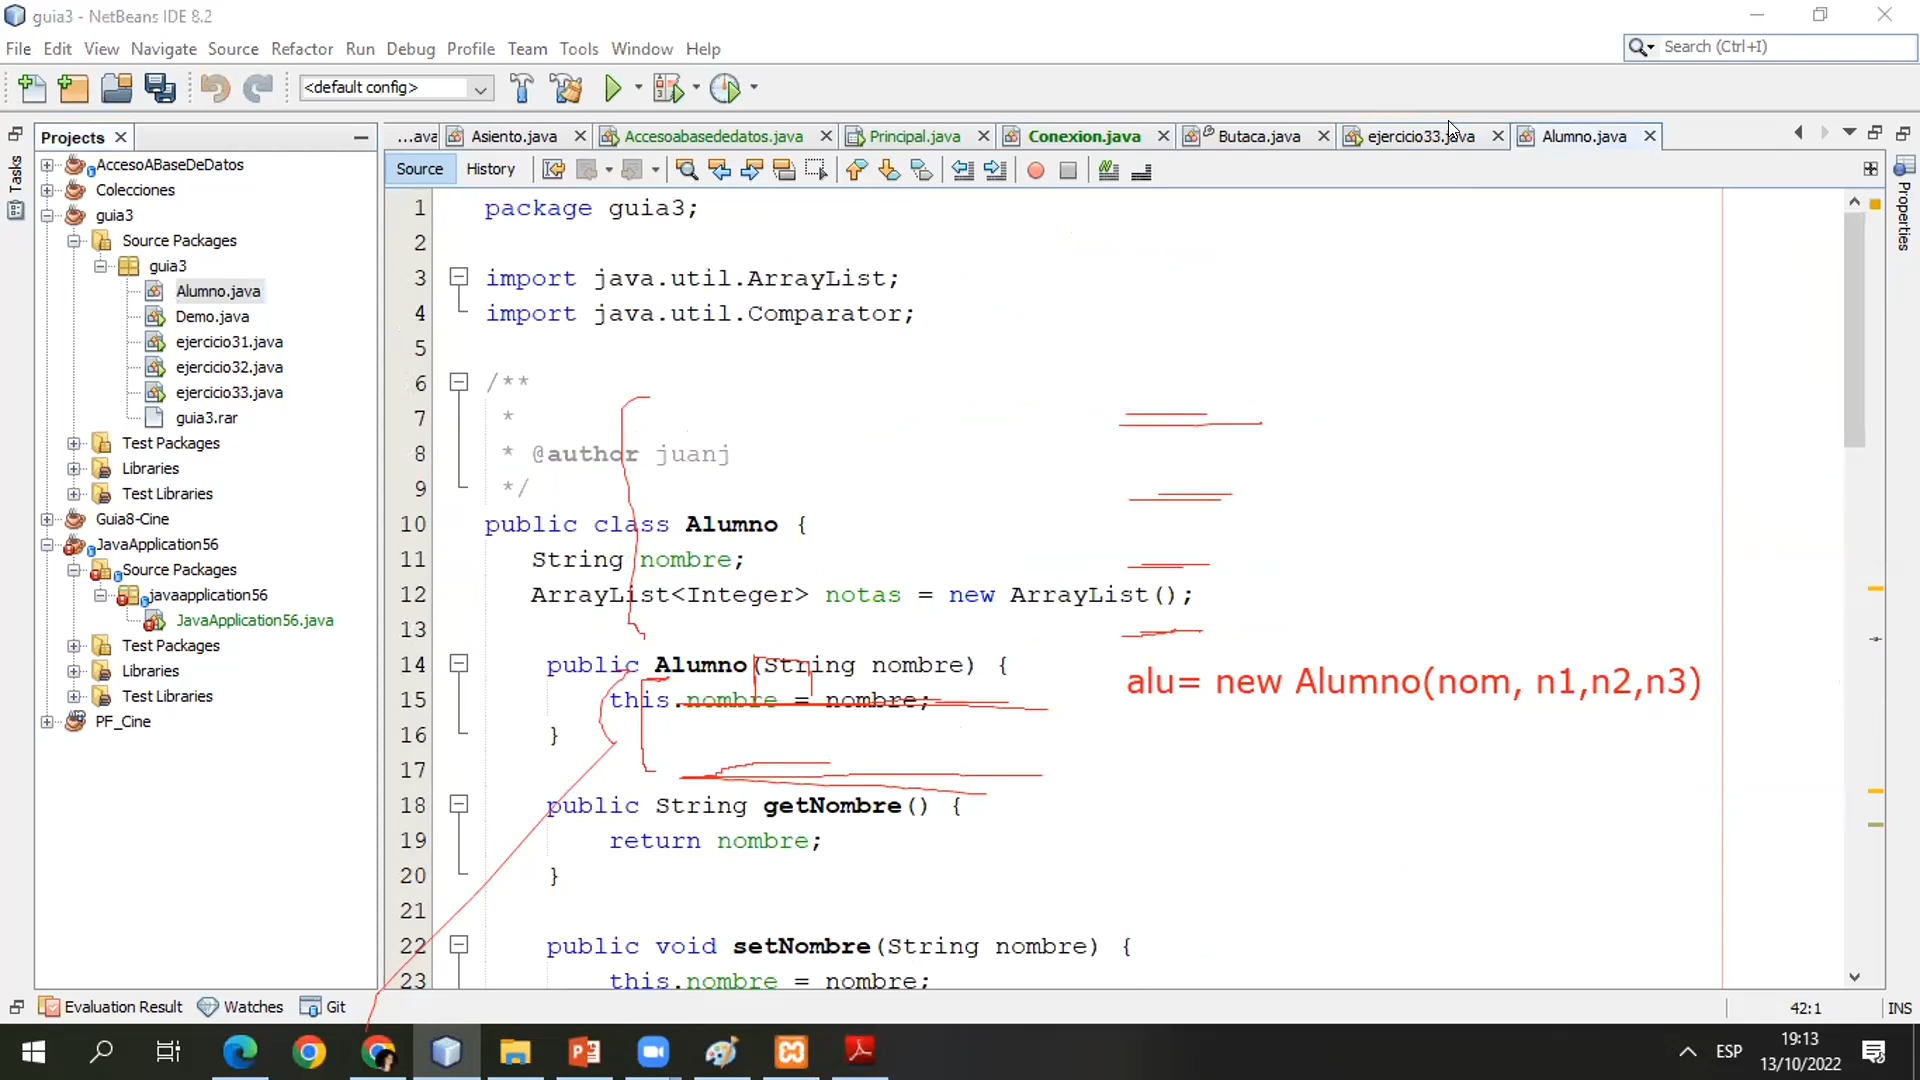 guia3 - NetBeans IDE 8.2
File Edit View Navigate Source Refactor Run Debug Profile Team Tools Window Help
Search (Ctrl+I)
<default config>
Projects
...ava Asiento.java Accesoabasededatos.java Principal.java Conexion.java Butaca.java ejercicio33.java Alumno.java
Source History
Tasks
Properties
AccesoABaseDeDatos
Colecciones
guia3
Source Packages
guia3
Alumno.java
Demo.java
ejercicio31.java
ejercicio32.java
ejercicio33.java
guia3.rar
Test Packages
Libraries
Test Libraries
Guia8-Cine
JavaApplication56
Source Packages
javaapplication56
JavaApplication56.java
Test Packages
Libraries
Test Libraries
PF_Cine
1 package guia3;
2
3 import java.util.ArrayList;
4 import java.util.Comparator;
5
6 /**
7 *
8 * @author juanj
9 */
10 public class Alumno {
11 String nombre;
12 ArrayList<Integer> notas = new ArrayList();
13
14 public Alumno(String nombre) {
15 this.nombre = nombre;
16 }
17
18 public String getNombre() {
19 return nombre;
20 }
21
22 public void setNombre(String nombre) {
23 this.nombre = nombre;
alu= new Alumno(nom, n1,n2,n3)
Evaluation Result Watches Git
42:1 INS
ESP
19:13
13/10/2022